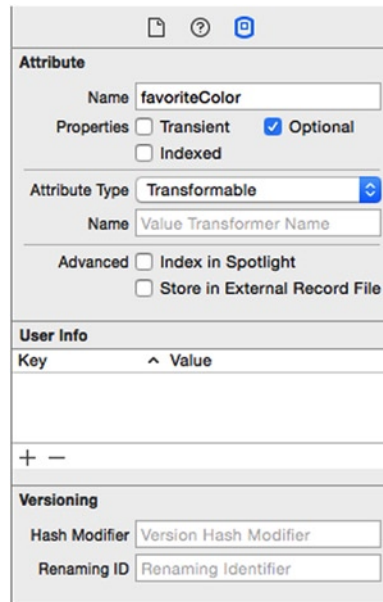 Attribute
Name favoriteColor
Properties Transient Optional
Indexed
Attribute Type Transformable
Name Value Transformer Name
Advanced Index in Spotlight
Store in External Record File
User Info
Key Value
Versioning
Hash Modifier Version Hash Modifier
Renaming ID Renaming Identifier